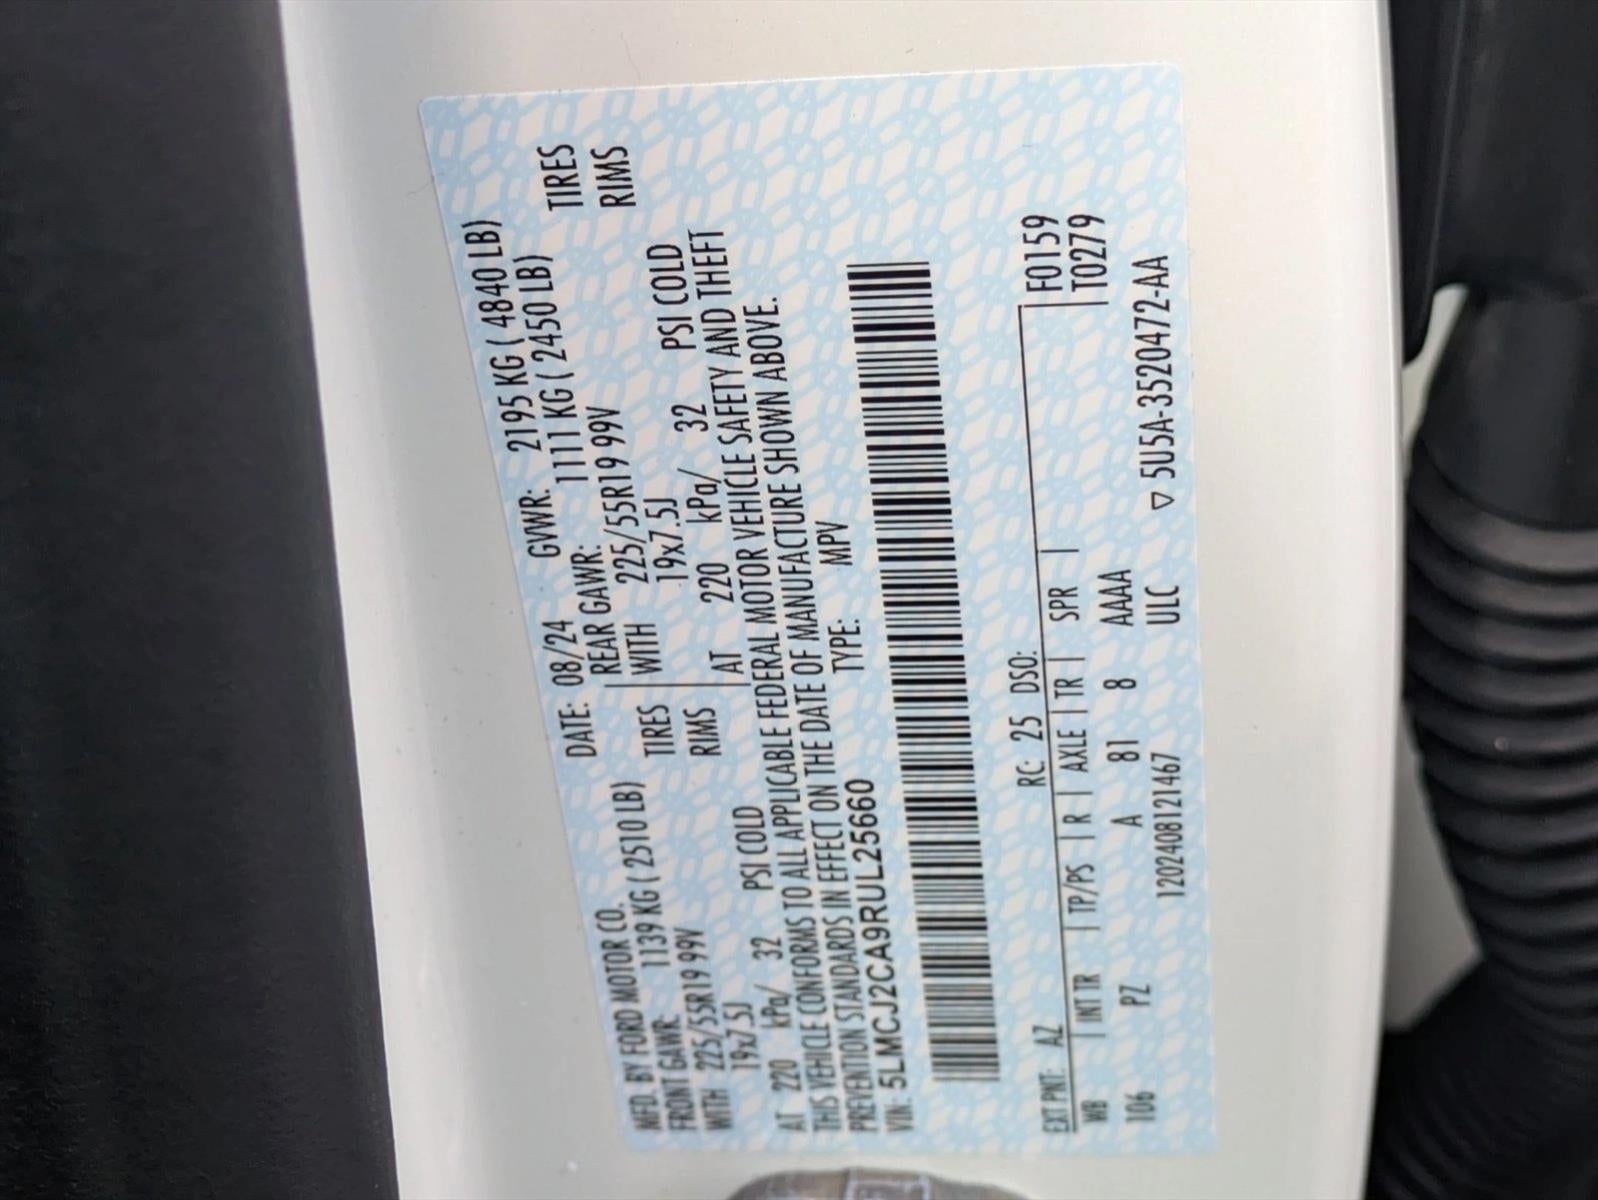 MFD. BY FORD MOTOR CO.
DATE: 08/24 GVWR: 2195 KG ( 4840 LB)
FRONT GAWR: 1139 KG ( 2510 LB) REAR GAWR: 1111 KG ( 2450 LB)
WITH 225/55R19 99V TIRES WITH 225/55R19 99V TIRES
19x7.5J RIMS 19x7.5J RIMS
AT 220 kPa/ 32 PSI COLD AT 220 kPa/ 32 PSI COLD
THIS VEHICLE CONFORMS TO ALL APPLICABLE FEDERAL MOTOR VEHICLE SAFETY AND THEFT
PREVENTION STANDARDS IN EFFECT ON THE DATE OF MANUFACTURE SHOWN ABOVE.
VIN: 5LMCJ2CA9RUL25660 TYPE: MPV
EXT PNT: AZ RC: 25 DSO: F0159
WB | INT TR | TP/PS | R | AXLE | TR | SPR | T0279
106 PZ A 81 8 AAAA
1202408121467 ULC ▽ 5U5A-3520472-AA